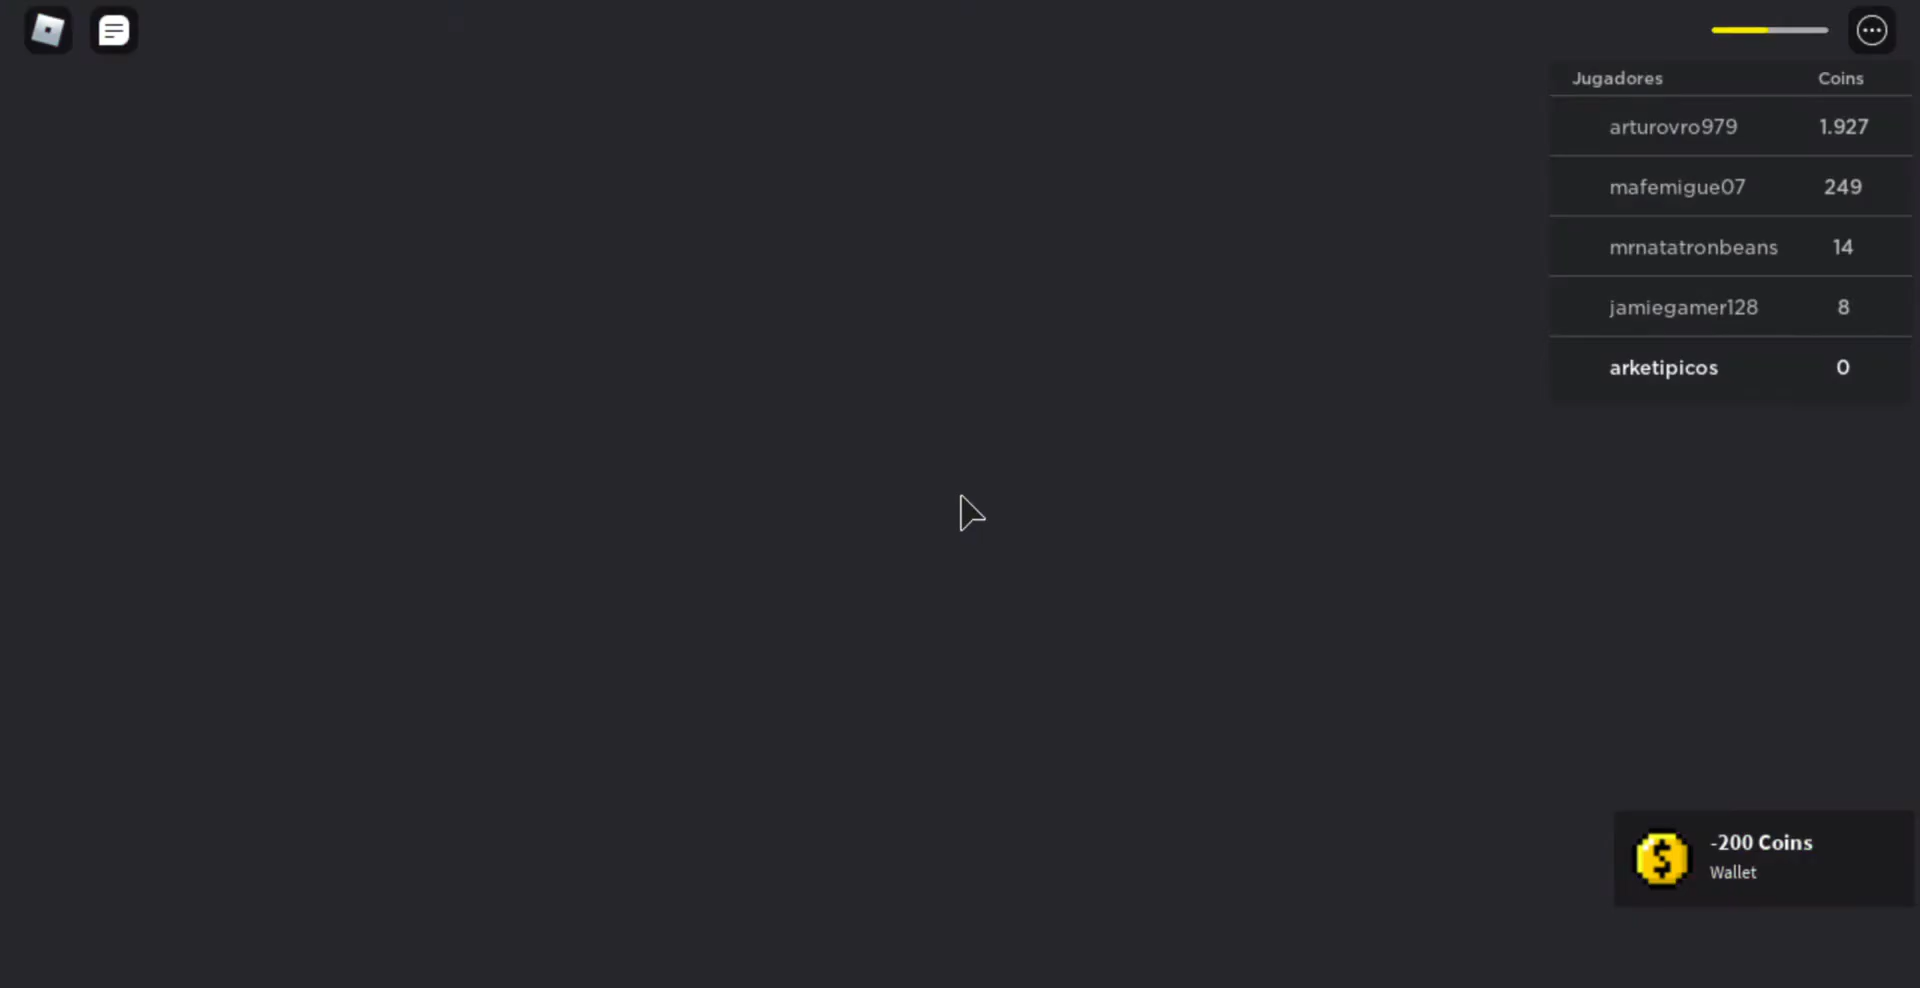 Jugadores Coins
arturovro979 1.927
mafemigue07 249
mrnatatronbeans 14
jamiegamer128 8
arketipicos 0
-200 Coins
Wallet